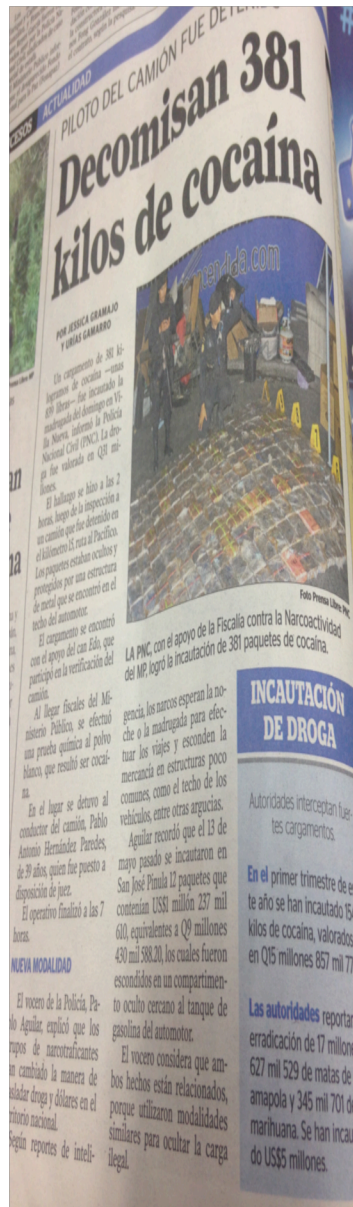 CESOS
ACTUALIDAD
PILOTO DEL CAMIÓN FUE
Decomisan 381
kilos de cocaína
POR JESSICA GRAMAJO
Y URÍAS GAMARRO
Un cargamento de 381 ki-
logramos de cocaína —unas
839 libras— fue incautado la
madrugada del domingo en Vi-
lla Nueva, informó la Policía
Nacional Civil (PNC). La dro-
ga fue valorada en Q31 mi-
llones.
El hallazgo se hizo a las 2
horas, luego de la inspección a
un camión que fue detenido en
el kilómetro 15, ruta al Pacífico.
Los paquetes estaban ocultos y
protegidos por una estructura
de metal que se encontró en el
techo del automotor.
El cargamento se encontró
con el apoyo del can Edo, que
participó en la verificación del
camión.
Al llegar fiscales del Mi-
nisterio Público, se efectuó
una prueba química al polvo
blanco, que resultó ser cocaí-
na.
En el lugar se detuvo al
conductor del camión, Pablo
Antonio Hernández Paredes,
de 39 años, quien fue puesto a
disposición de juez.
El operativo finalizó a las 7
horas.
NUEVA MODALIDAD
El vocero de la Policía, Pa-
blo Aguilar, explicó que los
grupos de narcotraficantes
an cambiado la manera de
asladar droga y dólares en el
ritorio nacional.
Según reportes de inteli-
cendida.com
Foto Prensa Libre: PNC
LA PNC, con el apoyo de la Fiscalía contra la Narcoactividad
del MP, logró la incautación de 381 paquetes de cocaína.
gencia, los narcos esperan la no-
che o la madrugada para efec-
tuar los viajes y esconden la
mercancía en estructuras poco
comunes, como el techo de los
vehículos, entre otras argucias.
Aguilar recordó que el 13 de
mayo pasado se incautaron en
San José Pinula 12 paquetes que
contenían US$1 millón 237 mil
610, equivalentes a Q9 millones
430 mil 588.20, los cuales fueron
escondidos en un compartimen-
to oculto cercano al tanque de
gasolina del automotor.
El vocero considera que am-
bos hechos están relacionados,
porque utilizaron modalidades
similares para ocultar la carga
ilegal.
INCAUTACIÓN
DE DROGA
Autoridades interceptan fuer-
tes cargamentos.
En el primer trimestre de es
te año se han incautado 15
kilos de cocaína, valorados
en Q15 millones 857 mil 77
Las autoridades reportar
erradicación de 17 millone
627 mil 529 de matas de
amapola y 345 mil 701 d
marihuana. Se han incau
do US$5 millones.